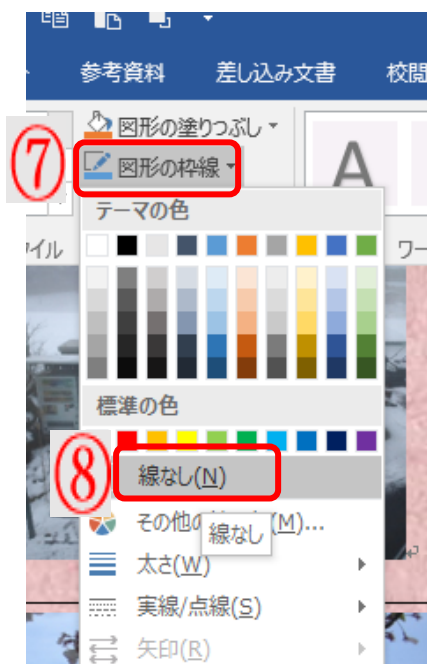 参考資料 差し込み文書 校閲
図形の塗りつぶし
⑦ 図形の枠線
A
テーマの色
イル ワー
標準の色
⑧ 線なし(N)
その他の (M)...
線なし
太さ(W)
実線/点線(S)
矢印(R)